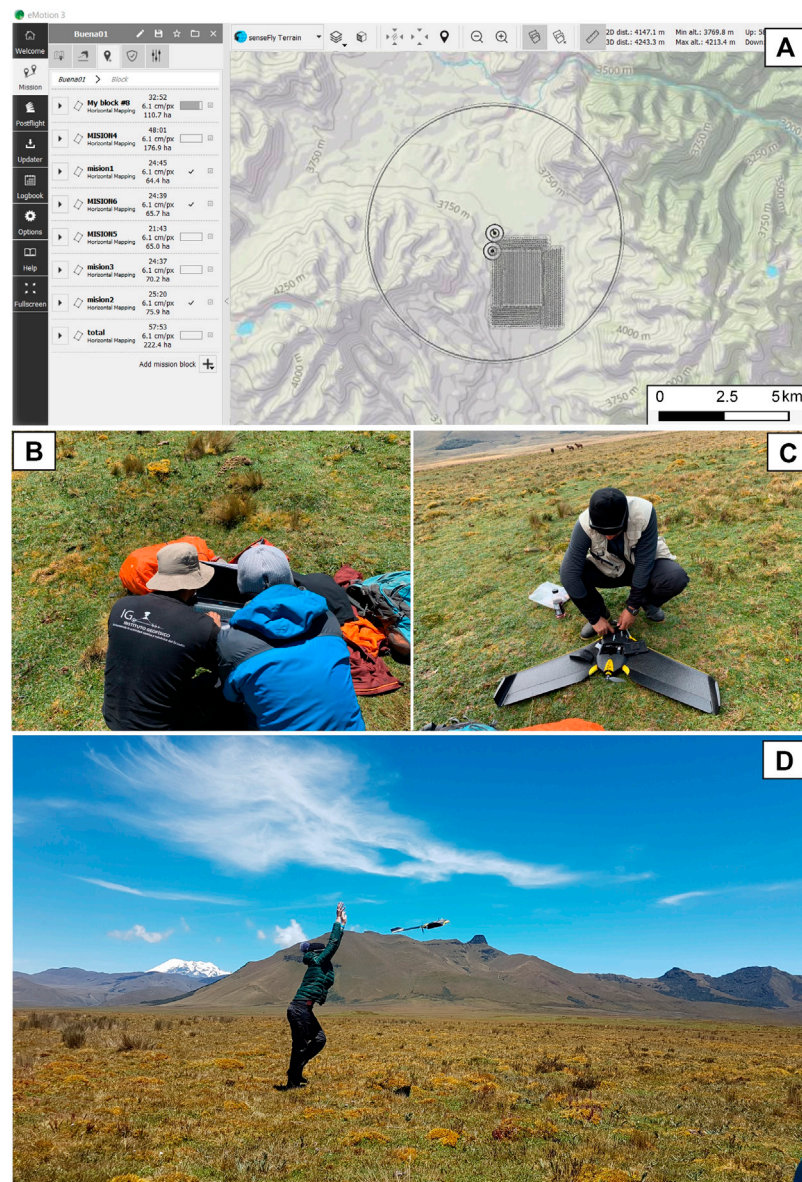 eMotion 3
Buena01
senseFly Terrain
2D dist.: 4147.1 m Min alt.: 3769.8 m Up: 58
3D dist.: 4243.3 m Max alt.: 4213.4 m Down:
A
Welcome
Mission
Postflight
Updater
Logbook
Options
Help
Fullscreen
Buena01 > Block
My block #8
Horizontal Mapping
32:52
6.1 cm/px
110.7 ha
MISION4
Horizontal Mapping
48:01
6.1 cm/px
176.9 ha
mision1
Horizontal Mapping
24:45
6.1 cm/px
64.4 ha
MISION6
Horizontal Mapping
24:39
6.1 cm/px
65.7 ha
MISION5
Horizontal Mapping
21:43
6.1 cm/px
65.0 ha
mision3
Horizontal Mapping
24:37
6.1 cm/px
70.2 ha
mision2
Horizontal Mapping
25:20
6.1 cm/px
75.9 ha
total
Horizontal Mapping
57:53
6.1 cm/px
222.4 ha
Add mission block
3500 m
3750 m
3750 m
3750 m
4250 m
4000 m
4000 m
3750 m
0 2.5 5 km
B
IG
INSTITUTO GEOFÍSICO
C
D